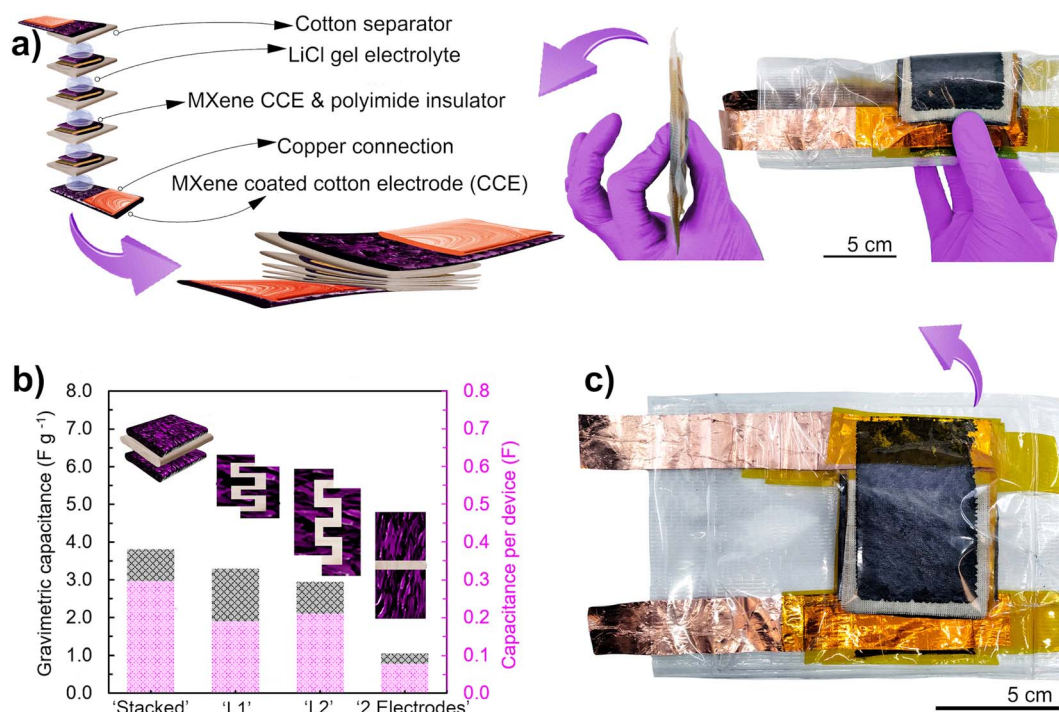 a)
Cotton separator
LiCl gel electrolyte
MXene CCE & polyimide insulator
Copper connection
MXene coated cotton electrode (CCE)
5 cm
b)
Gravimetric capacitance (F g⁻¹)
8.0
7.0
6.0
5.0
4.0
3.0
2.0
1.0
0.0
0.8
0.7
0.6
0.5
0.4
0.3
0.2
0.1
0.0
Capacitance per device (F)
‘Stacked’ ‘L1’ ‘L2’ ‘2 Electrodes’
c)
5 cm